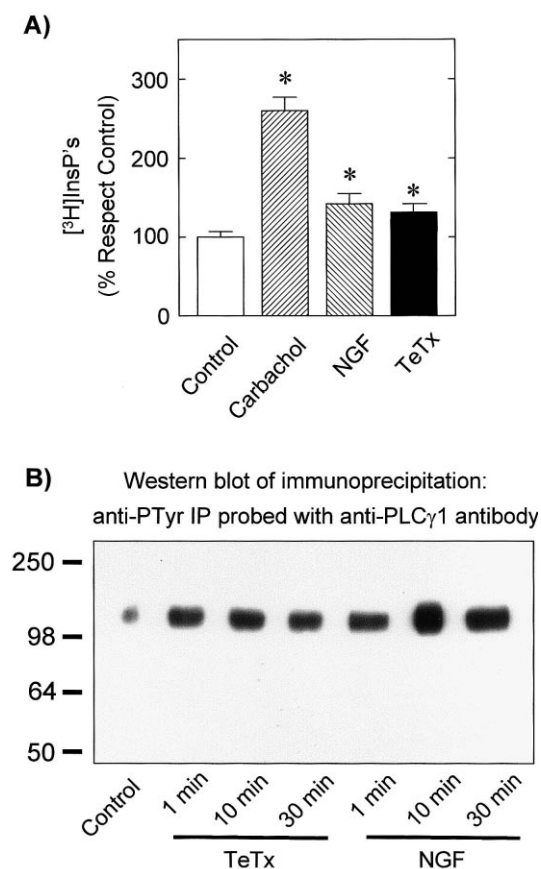 A)
[³H]InsP's
(% Respect Control)
300
200
100
0
*
*
*
Control
Carbachol
NGF
TeTx
B)
Western blot of immunoprecipitation:
anti-PTyr IP probed with anti-PLCγ1 antibody
250
98
64
50
Control
1 min
10 min
30 min
1 min
10 min
30 min
TeTx
NGF